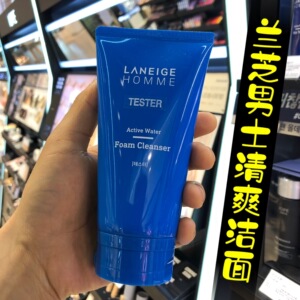 LANEIGE
HOMME
TESTER
Active Water
Foam Cleanser
兰芝男士清爽洁面